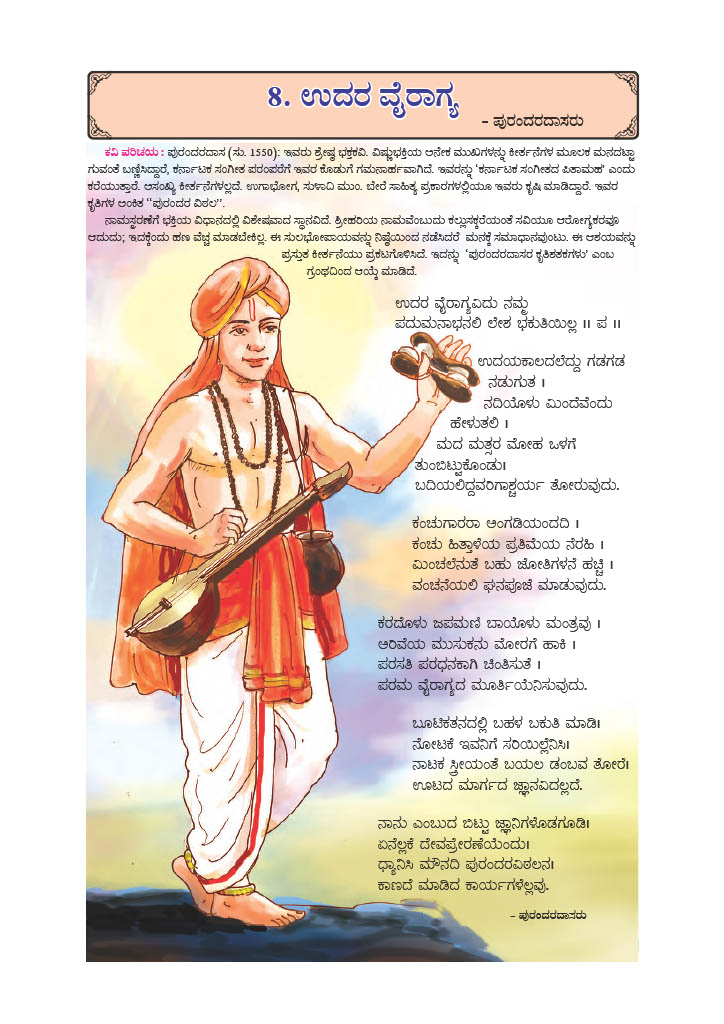 8. ಉದರ ವೈರಾಗ್ಯ
– ಪುರಂದರದಾಸರು
ಕವಿ ಪರಿಚಯ : ಪುರಂದರದಾಸ (ಸು. 1550): ಇವರು ಶ್ರೇಷ್ಠ ಭಕ್ತಕವಿ. ವಿಷ್ಣುಭಕ್ತಿಯ ಅನೇಕ ಮುಖಗಳನ್ನು ಕೀರ್ತನೆಗಳ ಮೂಲಕ ಮನದಟ್ಟಾ
ಗುವಂತೆ ಬಣ್ಣಿಸಿದ್ದಾರೆ, ಕರ್ನಾಟಕ ಸಂಗೀತ ಪರಂಪರೆಗೆ ಇವರ ಕೊಡುಗೆ ಗಮನಾರ್ಹವಾಗಿದೆ. ಇವರನ್ನು 'ಕರ್ನಾಟಕ ಸಂಗೀತದ ಪಿತಾಮಹ' ಎಂದು
ಕರೆಯುತ್ತಾರೆ. ಅಸಂಖ್ಯ ಕೀರ್ತನೆಗಳಲ್ಲದೆ. ಉಗಾಭೋಗ, ಸುಳಾದಿ ಮುಂ. ಬೇರೆ ಸಾಹಿತ್ಯ ಪ್ರಕಾರಗಳಲ್ಲಿಯೂ ಇವರು ಕೃಷಿ ಮಾಡಿದ್ದಾರೆ. ಇವರ
ಕೃತಿಗಳ ಅಂಕಿತ "ಪುರಂದರ ವಿಠಲ".
ನಾಮಸ್ಮರಣೆಗೆ ಭಕ್ತಿಯ ವಿಧಾನದಲ್ಲಿ ವಿಶೇಷವಾದ ಸ್ಥಾನವಿದೆ. ಶ್ರೀಹರಿಯ ನಾಮವೆಂಬುದು ಕಲ್ಲುಸಕ್ಕರೆಯಂತೆ ಸವಿಯೂ ಆರೋಗ್ಯಕರವೂ
ಆದುದು; ಇದಕ್ಕೆಂದು ಹಣ ವೆಚ್ಚ ಮಾಡಬೇಕಿಲ್ಲ. ಈ ಸುಲಭೋಪಾಯವನ್ನು ನಿಷ್ಠೆಯಿಂದ ನಡೆಸಿದರೆ ಮನಕ್ಕೆ ಸಮಾಧಾನವುಂಟು. ಈ ಆಶಯವನ್ನು
ಪ್ರಸ್ತುತ ಕೀರ್ತನೆಯು ಪ್ರಕಟಗೊಳಿಸಿದೆ. ಇದನ್ನು 'ಪುರಂದರದಾಸರ ಕೃತಿಶತಕಗಳು' ಎಂಬ
ಗ್ರಂಥದಿಂದ ಆಯ್ಕೆ ಮಾಡಿದೆ.
ಉದರ ವೈರಾಗ್ಯವಿದು ನಮ್ಮ
ಪದುಮನಾಭನಲಿ ಲೇಶ ಭಕುತಿಯಿಲ್ಲ ॥ ಪ ॥
ಉದಯಕಾಲದಲೆದ್ದು ಗಡಗಡ
ನಡುಗುತ ।
ನದಿಯೊಳು ಮಿಂದೆವೆಂದು
ಹೇಳುತಲಿ ।
ಮದ ಮತ್ಸರ ಮೋಹ ಒಳಗೆ
ತುಂಬಿಟ್ಟುಕೊಂಡು।
ಬದಿಯಲಿದ್ದವರಿಗಾಶ್ಚರ್ಯ ತೋರುವುದು.
ಕಂಚುಗಾರರಾ ಅಂಗಡಿಯಂದದಿ ।
ಕಂಚು ಹಿತ್ತಾಳೆಯ ಪ್ರತಿಮೆಯ ನೆರಹಿ ।
ಮಿಂಚಲೆನುತೆ ಬಹು ಜೋತಿಗಳನೆ ಹಚ್ಚಿ ।
ವಂಚನೆಯಲಿ ಘನಪೂಜೆ ಮಾಡುವುದು.
ಕರದೊಳು ಜಪಮಣಿ ಬಾಯೊಳು ಮಂತ್ರವು ।
ಅರಿವೆಯ ಮುಸುಕನು ಮೋರಗೆ ಹಾಕಿ ।
ಪರಸತಿ ಪರಧನಕಾಗಿ ಚಿಂತಿಸುತೆ ।
ಪರಮ ವೈರಾಗ್ಯದ ಮೂರ್ತಿಯೆನಿಸುವುದು.
ಬೂಟಕತನದಲ್ಲಿ ಬಹಳ ಬಕುತಿ ಮಾಡಿ।
ನೋಟಕೆ ಇವನಿಗೆ ಸರಿಯಿಲ್ಲೆನಿಸಿ।
ನಾಟಕ ಸ್ತ್ರೀಯಂತೆ ಬಯಲ ಡಂಬವ ತೋರೆ।
ಊಟದ ಮಾರ್ಗದ ಜ್ಞಾನವಿದಲ್ಲದೆ.
ನಾನು ಎಂಬುದ ಬಿಟ್ಟು ಜ್ಞಾನಿಗಳೊಡಗೂಡಿ।
ಏನೆಲ್ಲಕೆ ದೇವಪ್ರೇರಣೆಯೆಂದು।
ಧ್ಯಾನಿಸಿ ಮೌನದಿ ಪುರಂದರವಿಠಲನ।
ಕಾಣದೆ ಮಾಡಿದ ಕಾರ್ಯಗಳೆಲ್ಲವು.
– ಪುರಂದರದಾಸರು